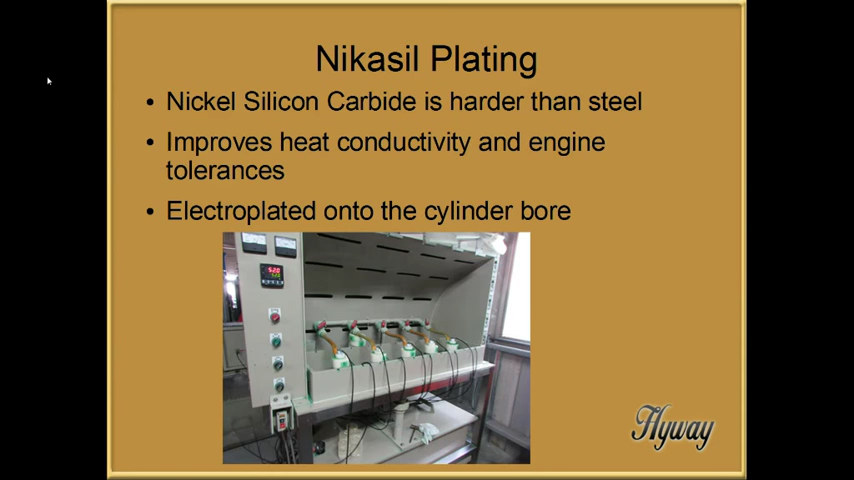 Nikasil Plating
• Nickel Silicon Carbide is harder than steel
• Improves heat conductivity and engine
tolerances
• Electroplated onto the cylinder bore
Hyway